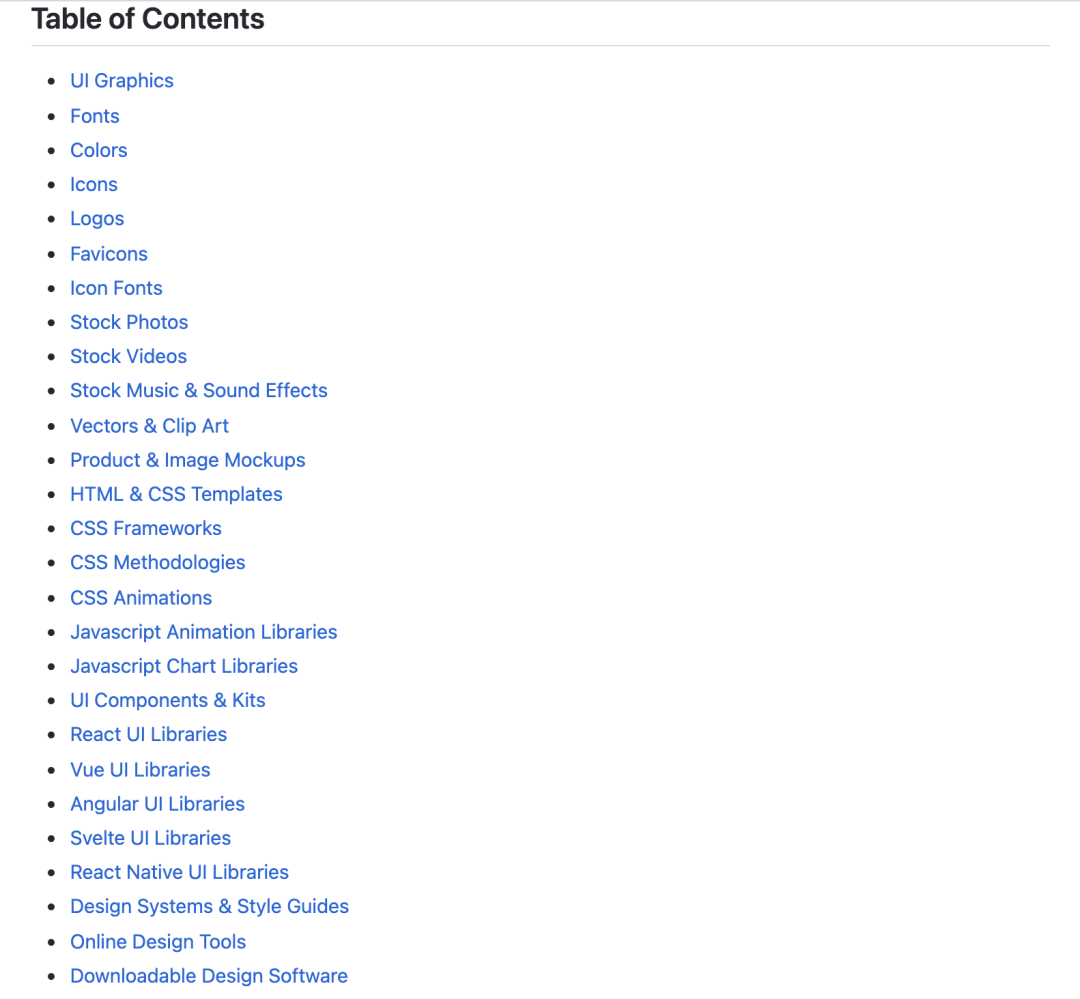 Table of Contents
UI Graphics
Fonts
Colors
Icons
Logos
Favicons
Icon Fonts
Stock Photos
Stock Videos
Stock Music & Sound Effects
Vectors & Clip Art
Product & Image Mockups
HTML & CSS Templates
CSS Frameworks
CSS Methodologies
CSS Animations
Javascript Animation Libraries
Javascript Chart Libraries
UI Components & Kits
React UI Libraries
Vue UI Libraries
Angular UI Libraries
Svelte UI Libraries
React Native UI Libraries
Design Systems & Style Guides
Online Design Tools
Downloadable Design Software